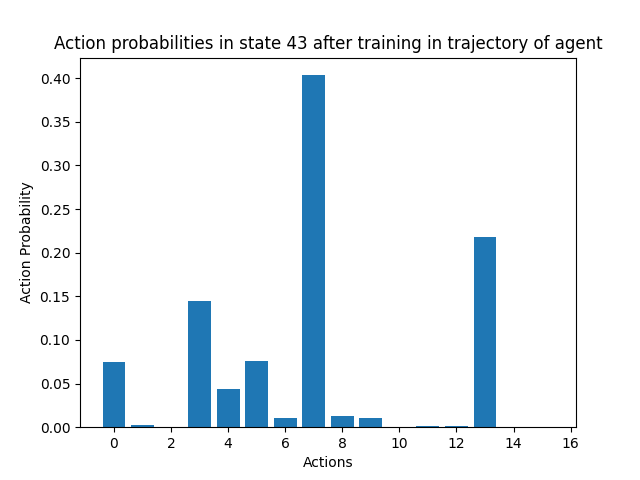 Action probabilities in state 43 after training in trajectory of agent
0.40
0.35
0.30
0.25
0.20
0.15
0.10
0.05
0.00
Action Probability
0 2 4 6 8 10 12 14 16
Actions